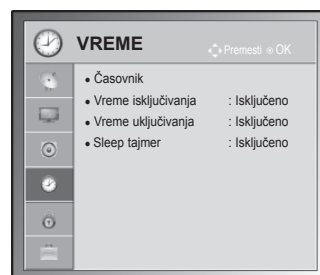 VREME
Premesti OK
• Časovnik
• Vreme isključivanja : Isključeno
• Vreme uključivanja : Isključeno
• Sleep tajmer : Isključeno